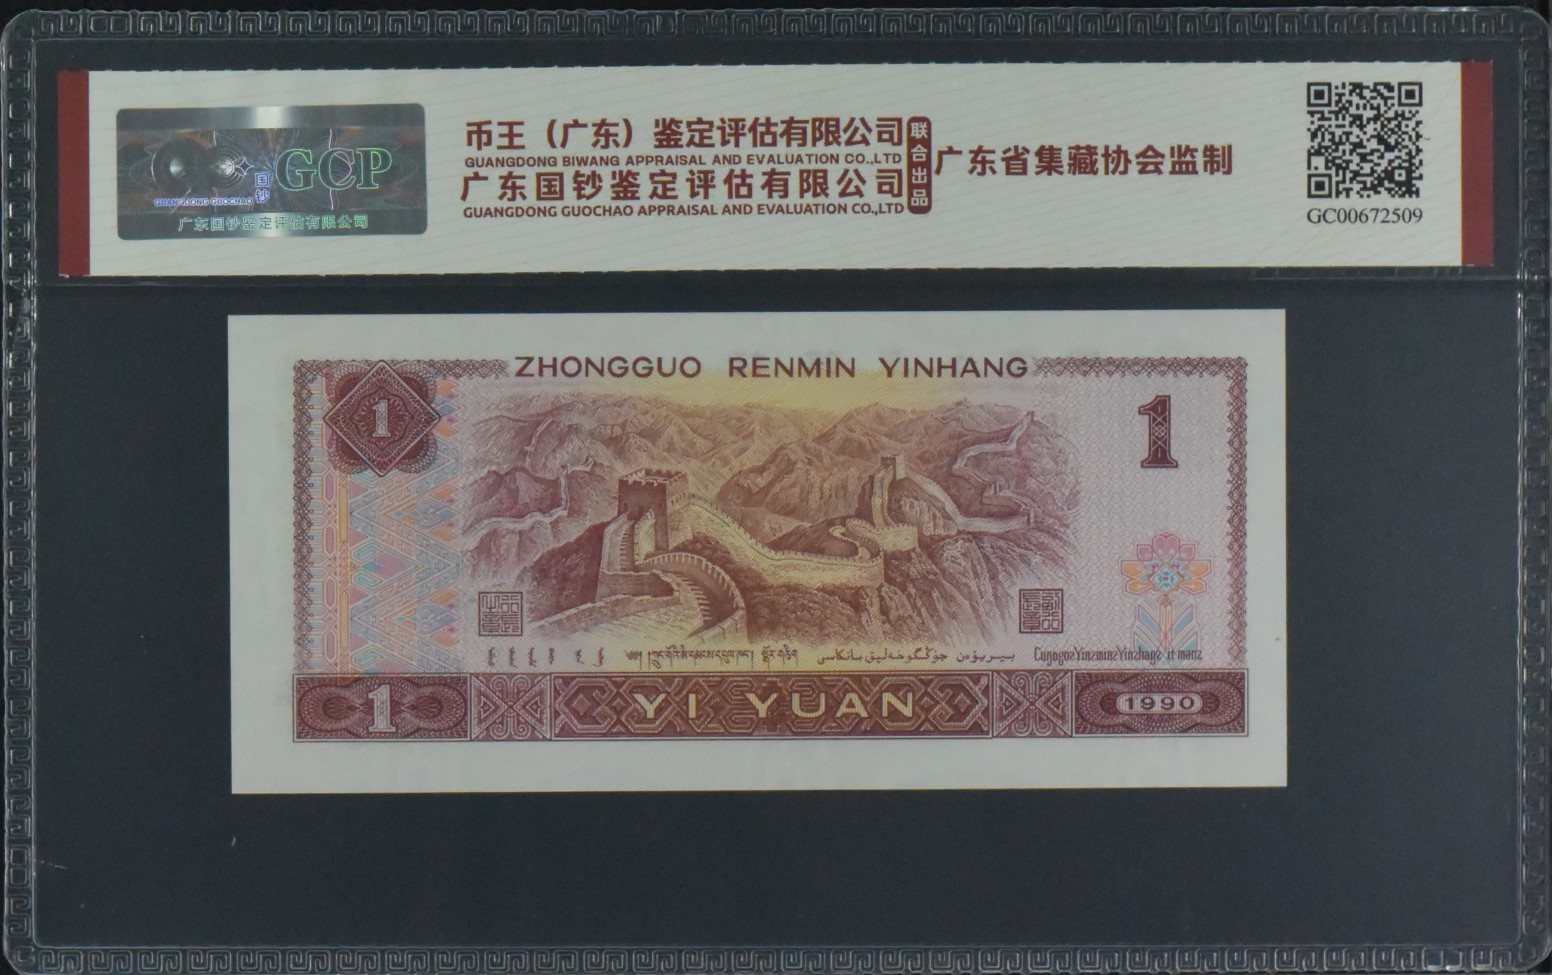 币王（广东）鉴定评估有限公司
GUANGDONG BIWANG APPRAISAL AND EVALUATION CO.,LTD
广东国钞鉴定评估有限公司
GUANGDONG GUOCHAO APPRAISAL AND EVALUATION CO.,LTD
联合出品
广东省集藏协会监制
GC00672509
GCP
国钞
GUANGDONG GUOCHAO
广东国钞鉴定评估有限公司
ZHONGGUO RENMIN YINHANG
1
1
YI YUAN
1
1990